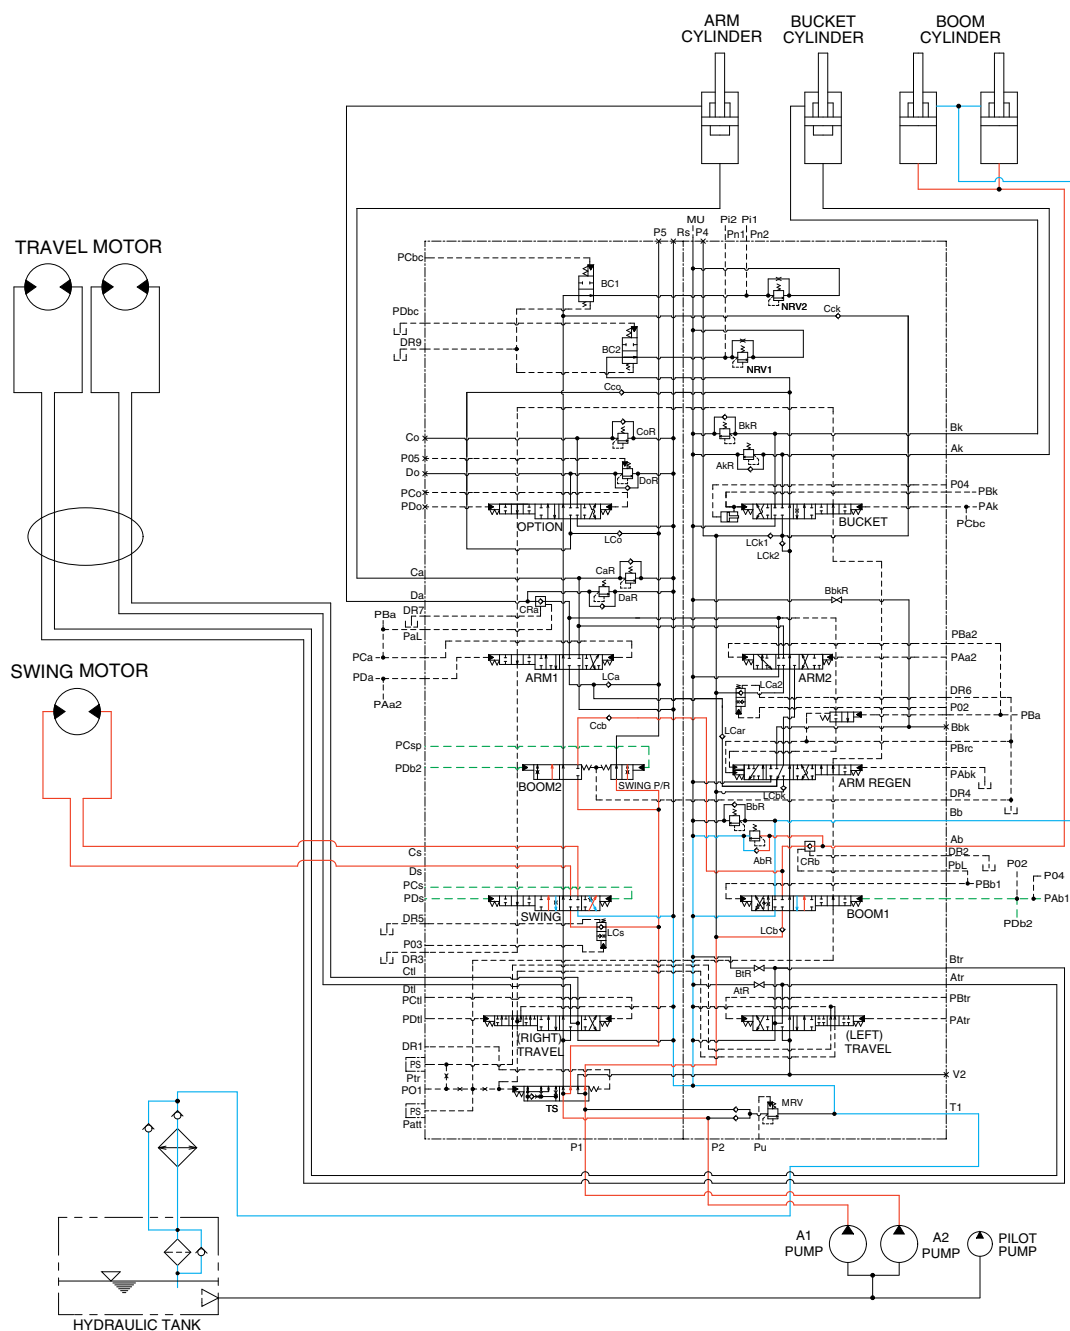 ARM CYLINDER
BUCKET CYLINDER
BOOM CYLINDER
TRAVEL MOTOR
SWING MOTOR
MU
Pi2 Pi1
P5
Rs
P4
Pn1
Pn2
PCbc
BC1
NRV2
Cck
PDbc
DR9
BC2
NRV1
Cco
Co
CoR
BkR
Bk
P05
AkR
Ak
Do
DoR
P04
PCo
PBk
PDo
PAk
OPTION
BUCKET
PCbc
LCo
LCk1
LCk2
Ca
CaR
Da
DaR
BbkR
PBa
DR7
CRa
PaL
PBa2
PCa
PAa2
ARM1
ARM2
PDa
LCa
LCa2
DR6
PAa2
P02
PBa
Ccb
LCar
Bbk
PCsp
PBrc
PDb2
PAbk
BOOM2
SWING P/R
ARM REGEN
LCbk
DR4
BbR
Bb
Ab
Cs
AbR
CRb
DR2
Ds
PbL
P02
PCs
PBb1
P04
PDs
PAb1
SWING
BOOM1
DR5
LCs
LCb
PDb2
P03
DR3
Btr
Ctl
BtR
Atr
Dtl
AtR
PCtl
PBtr
PDtl
PAtr
(RIGHT) TRAVEL
(LEFT) TRAVEL
DR1
PS
Ptr
V2
PO1
TS
MRV
PS
T1
Patt
P1
P2
Pu
A1 PUMP
A2 PUMP
PILOT PUMP
HYDRAULIC TANK